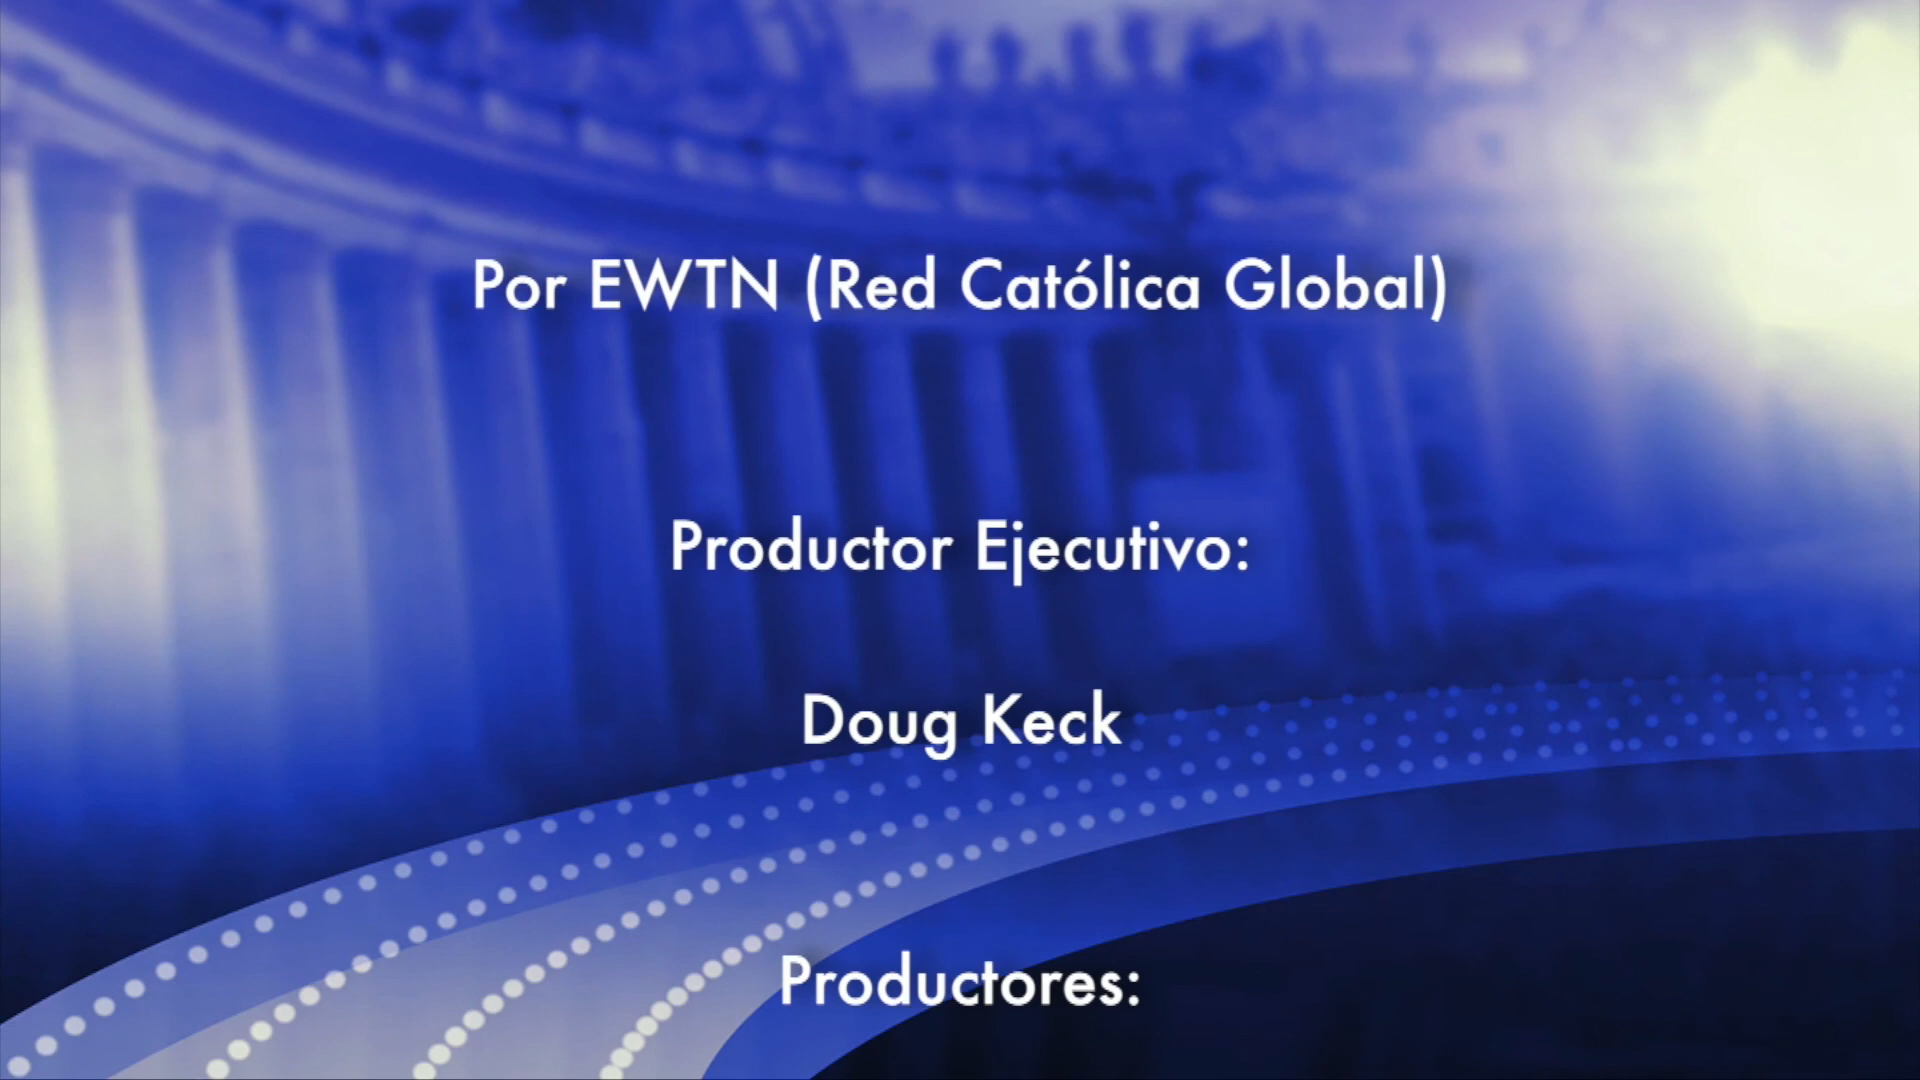 Por EWTN (Red Católica Global)
Productor Ejecutivo:
Doug Keck
Productores: